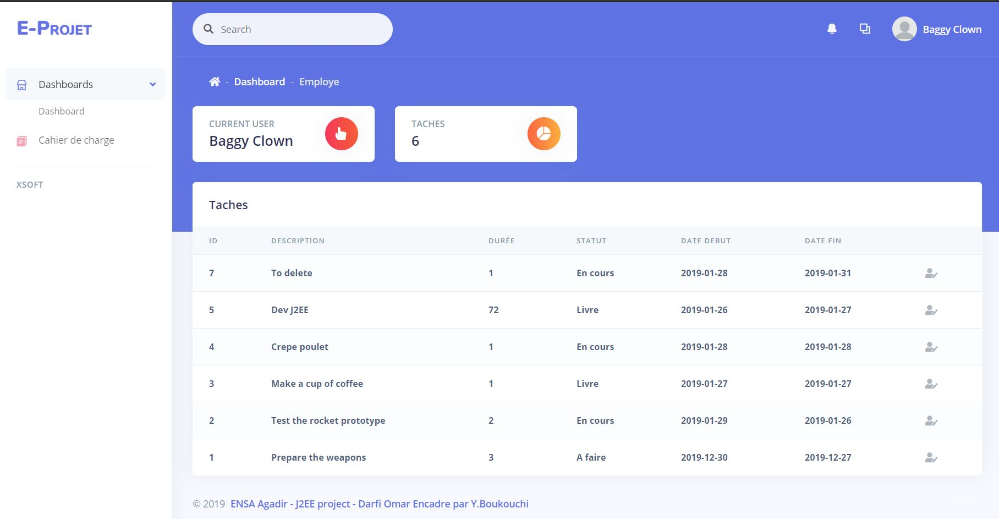 E-PROJET
Search
Baggy Clown
Dashboards
Dashboard
Cahier de charge
XSOFT
- Dashboard - Employe
CURRENT USER
Baggy Clown
TACHES
6
Taches
ID DESCRIPTION DURÉE STATUT DATE DEBUT DATE FIN
7 To delete 1 En cours 2019-01-28 2019-01-31
5 Dev J2EE 72 Livre 2019-01-26 2019-01-27
4 Crepe poulet 1 En cours 2019-01-28 2019-01-28
3 Make a cup of coffee 1 Livre 2019-01-27 2019-01-27
2 Test the rocket prototype 2 En cours 2019-01-29 2019-01-26
1 Prepare the weapons 3 A faire 2019-12-30 2019-12-27
© 2019 ENSA Agadir - J2EE project - Darfi Omar Encadre par Y.Boukouchi